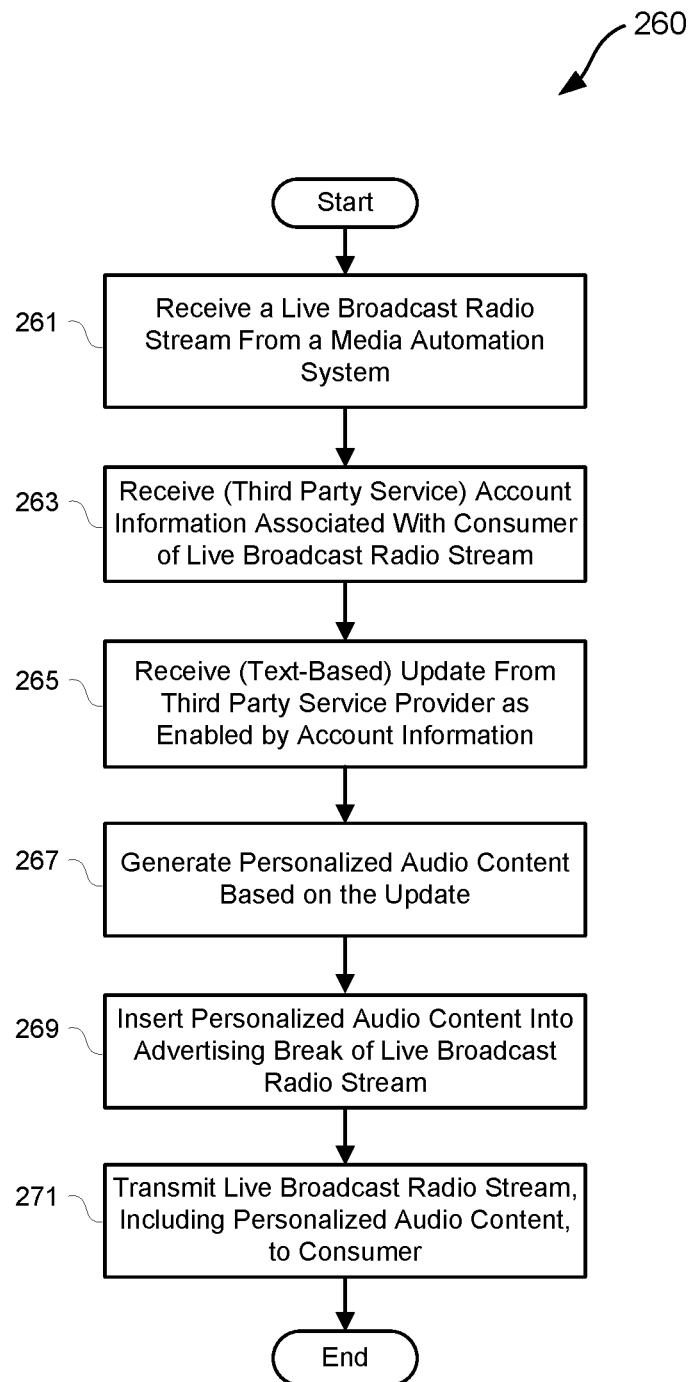 260
Start
261
Receive a Live Broadcast Radio
Stream From a Media Automation
System
263
Receive (Third Party Service) Account
Information Associated With Consumer
of Live Broadcast Radio Stream
265
Receive (Text-Based) Update From
Third Party Service Provider as
Enabled by Account Information
267
Generate Personalized Audio Content
Based on the Update
269
Insert Personalized Audio Content Into
Advertising Break of Live Broadcast
Radio Stream
271
Transmit Live Broadcast Radio Stream,
Including Personalized Audio Content,
to Consumer
End